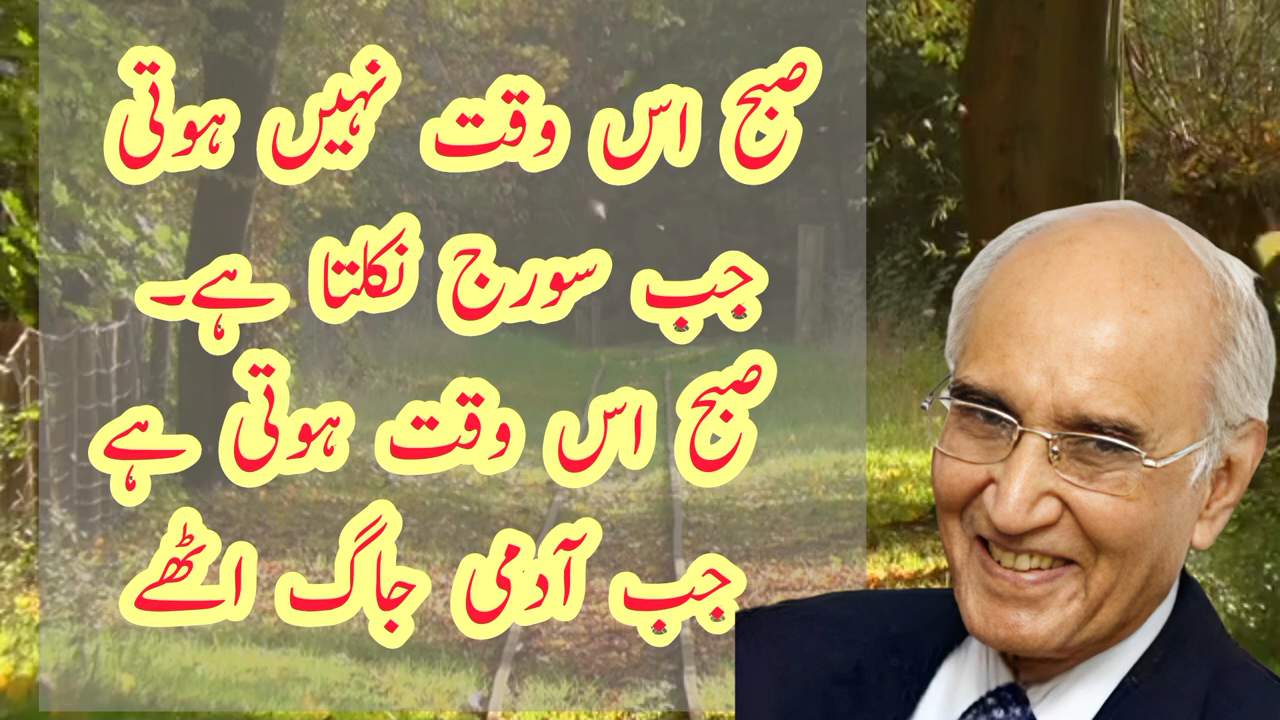 صبح اس وقت نہیں ہوتی
جب سورج نکلتا ہے۔
صبح اس وقت ہوتی ہے
جب آدمی جاگ اٹھے